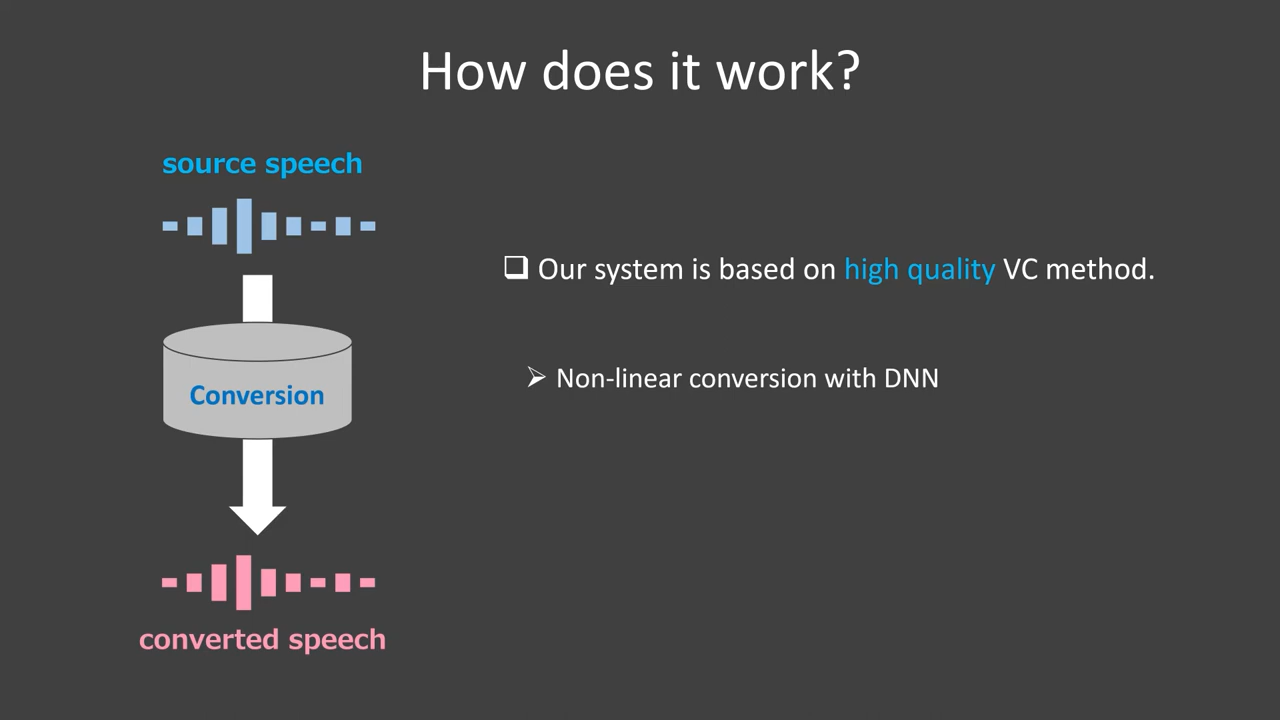 How does it work?
source speech
Our system is based on high quality VC method.
Non-linear conversion with DNN
Conversion
converted speech